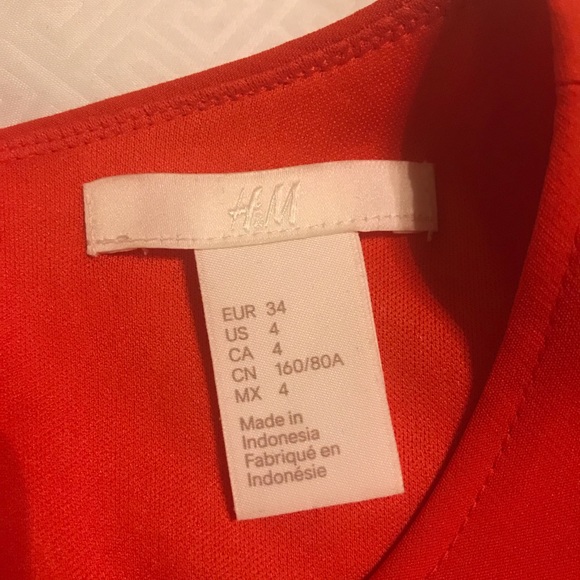 H&M
EUR 34
US 4
CA 4
CN 160/80A
MX 4
Made in
Indonesia
Fabriqué en
Indonésie